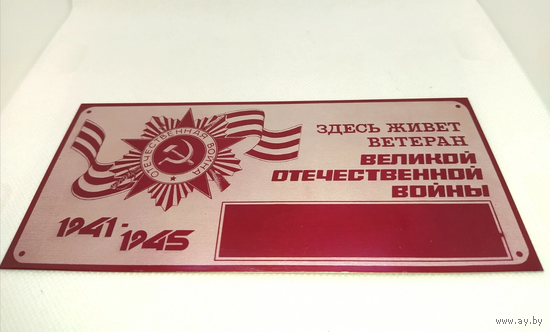 ОТЕЧЕСТВЕННАЯ ВОЙНА
ЗДЕСЬ ЖИВЕТ
ВЕТЕРАН
ВЕЛИКОЙ
ОТЕЧЕСТВЕННОЙ
ВОЙНЫ
1941-
1945
www.ay.by